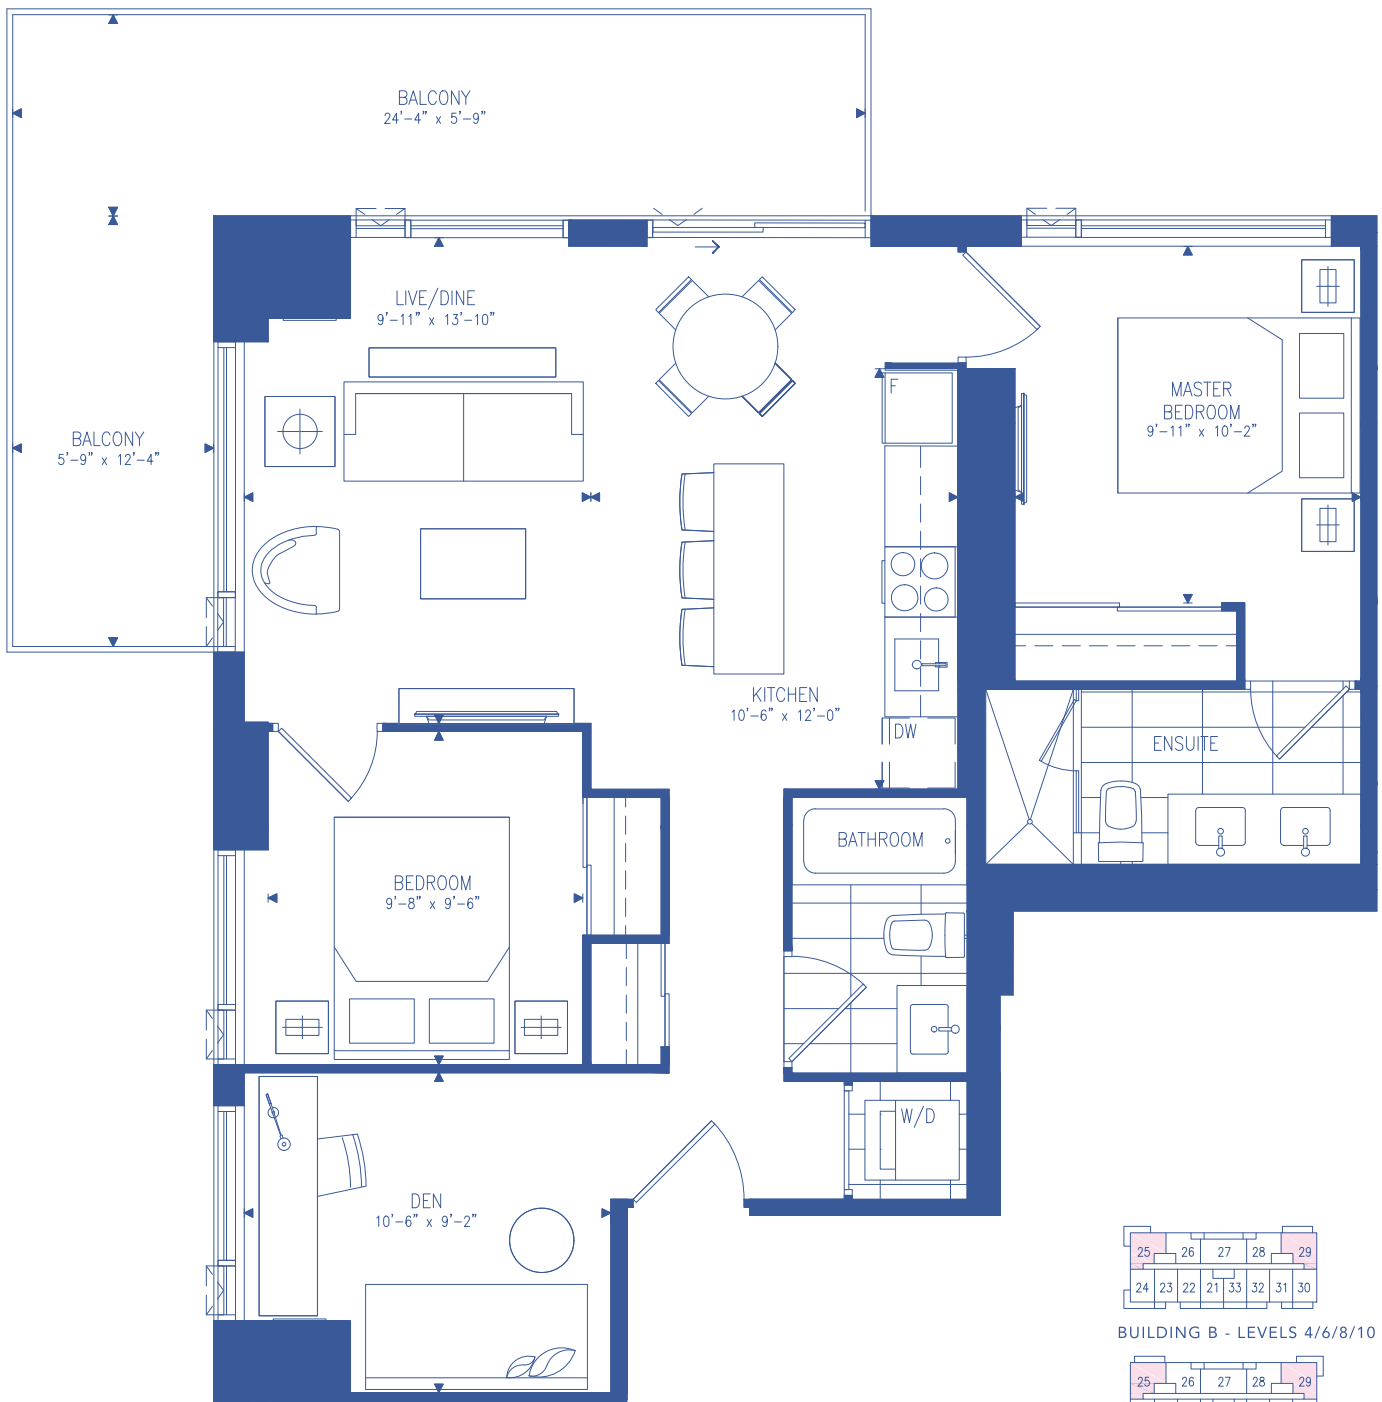 BALCONY
24'-4" x 5'-9"
LIVE/DINE
9'-11" x 13'-10"
F
MASTER
BEDROOM
9'-11" x 10'-2"
BALCONY
5'-9" x 12'-4"
KITCHEN
10'-6" x 12'-0"
DW
ENSUITE
BATHROOM
BEDROOM
9'-8" x 9'-6"
W/D
DEN
10'-6" x 9'-2"
25 26 27 28 29
24 23 22 21 33 32 31 30
BUILDING B - LEVELS 4/6/8/10
25 26 27 28 29